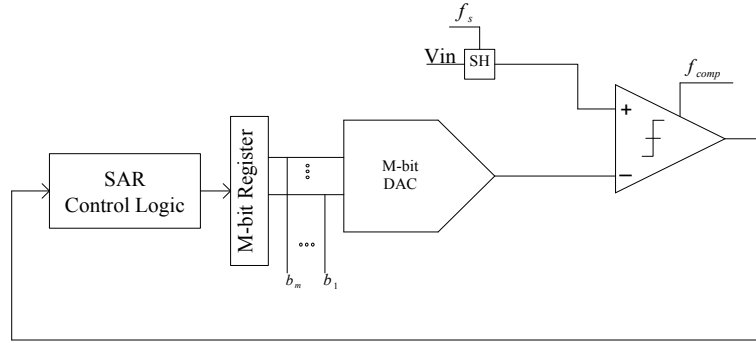 f_s
Vin
SH
f_comp
+
−
SAR
Control Logic
M-bit Register
M-bit
DAC
b_m
b_1